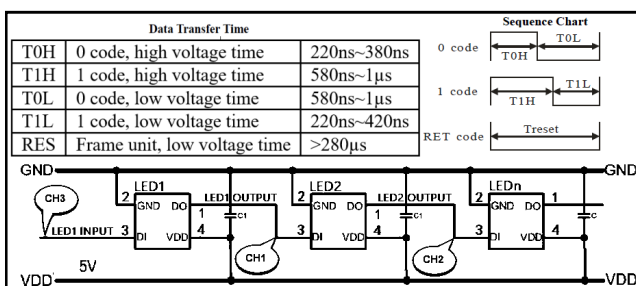 Data Transfer Time
T0H 0 code, high voltage time 220ns~380ns
T1H 1 code, high voltage time 580ns~1µs
T0L 0 code, low voltage time 580ns~1µs
T1L 1 code, low voltage time 220ns~420ns
RES Frame unit, low voltage time >280µs
Sequence Chart
0 code T0H T0L
1 code T1H T1L
RET code Treset
GND GND
LED1 LED1 OUTPUT LED2 LED2 OUTPUT LEDn
CH3
2 GND DO 1 C1 2 GND DO 1 C1 2 GND DO 1 C
LED1 INPUT 3 DI VDD 4 3 DI VDD 4 3 DI VDD 4
CH1 CH2
5V
VDD VDD